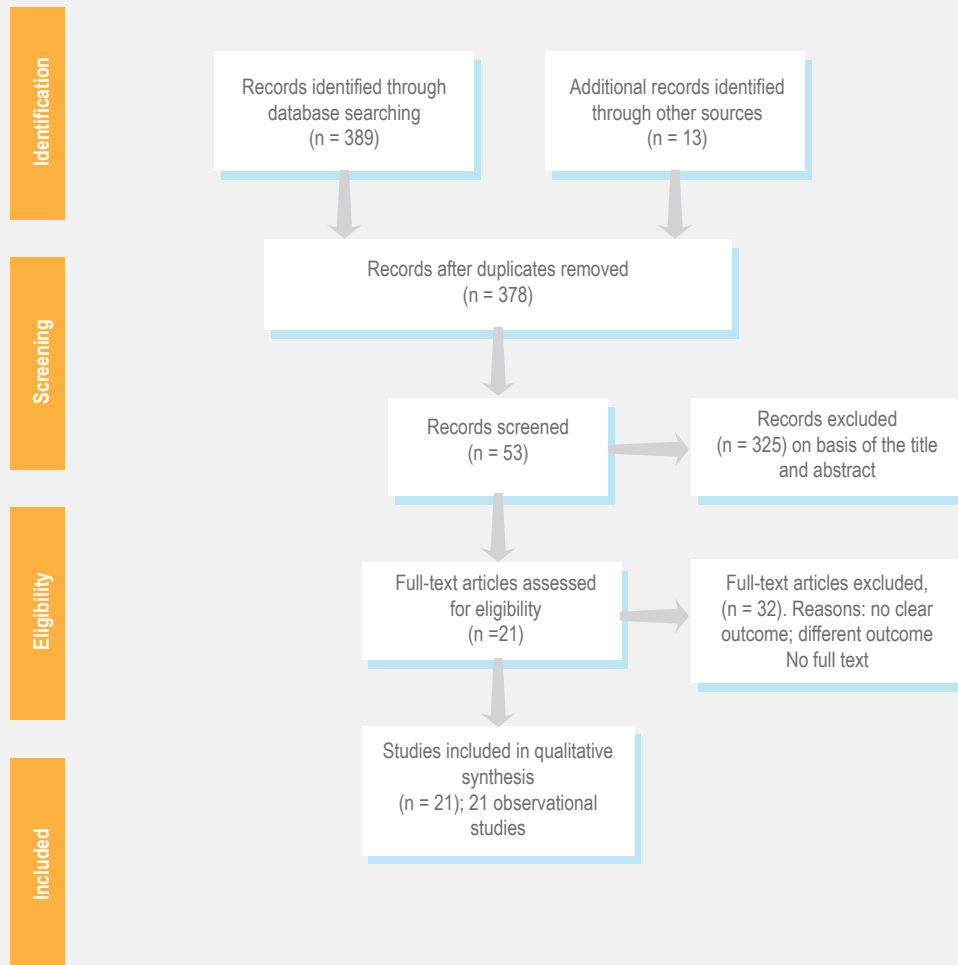 Identification
Records identified through
database searching
(n = 389)
Additional records identified
through other sources
(n = 13)
Screening
Records after duplicates removed
(n = 378)
Records screened
(n = 53)
Records excluded
(n = 325) on basis of the title
and abstract
Eligibility
Full-text articles assessed
for eligibility
(n =21)
Full-text articles excluded,
(n = 32). Reasons: no clear
outcome; different outcome
No full text
Included
Studies included in qualitative
synthesis
(n = 21); 21 observational
studies